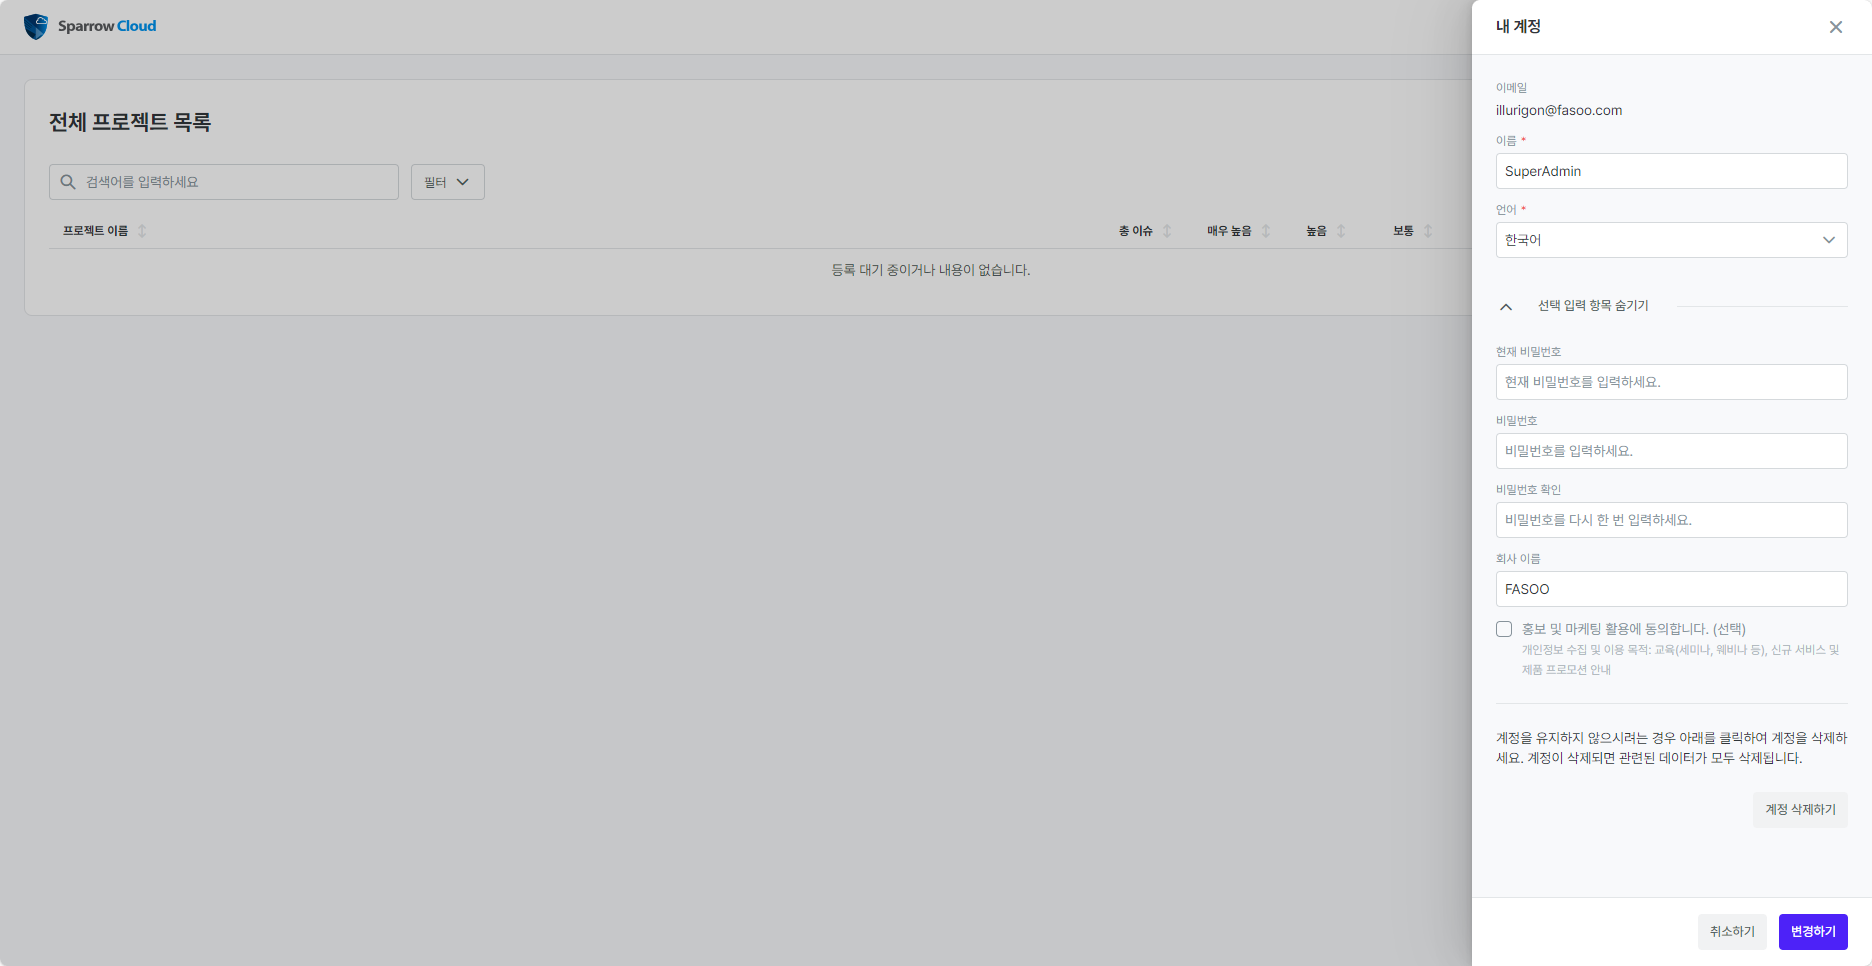 Sparrow Cloud
전체 프로젝트 목록
검색어를 입력하세요
필터
프로젝트 이름 총 이슈 매우 높음 높음 보통
등록 대기 중이거나 내용이 없습니다.
내 계정
이메일
illurigon@fasoo.com
이름 *
SuperAdmin
언어 *
한국어
선택 입력 항목 숨기기
현재 비밀번호
현재 비밀번호를 입력하세요.
비밀번호
비밀번호를 입력하세요.
비밀번호 확인
비밀번호를 다시 한 번 입력하세요.
회사 이름
FASOO
홍보 및 마케팅 활용에 동의합니다. (선택)
개인정보 수집 및 이용 목적: 교육(세미나, 웨비나 등), 신규 서비스 및
제품 프로모션 안내
계정을 유지하지 않으시려는 경우 아래를 클릭하여 계정을 삭제하
세요. 계정이 삭제되면 관련된 데이터가 모두 삭제됩니다.
계정 삭제하기
취소하기 변경하기